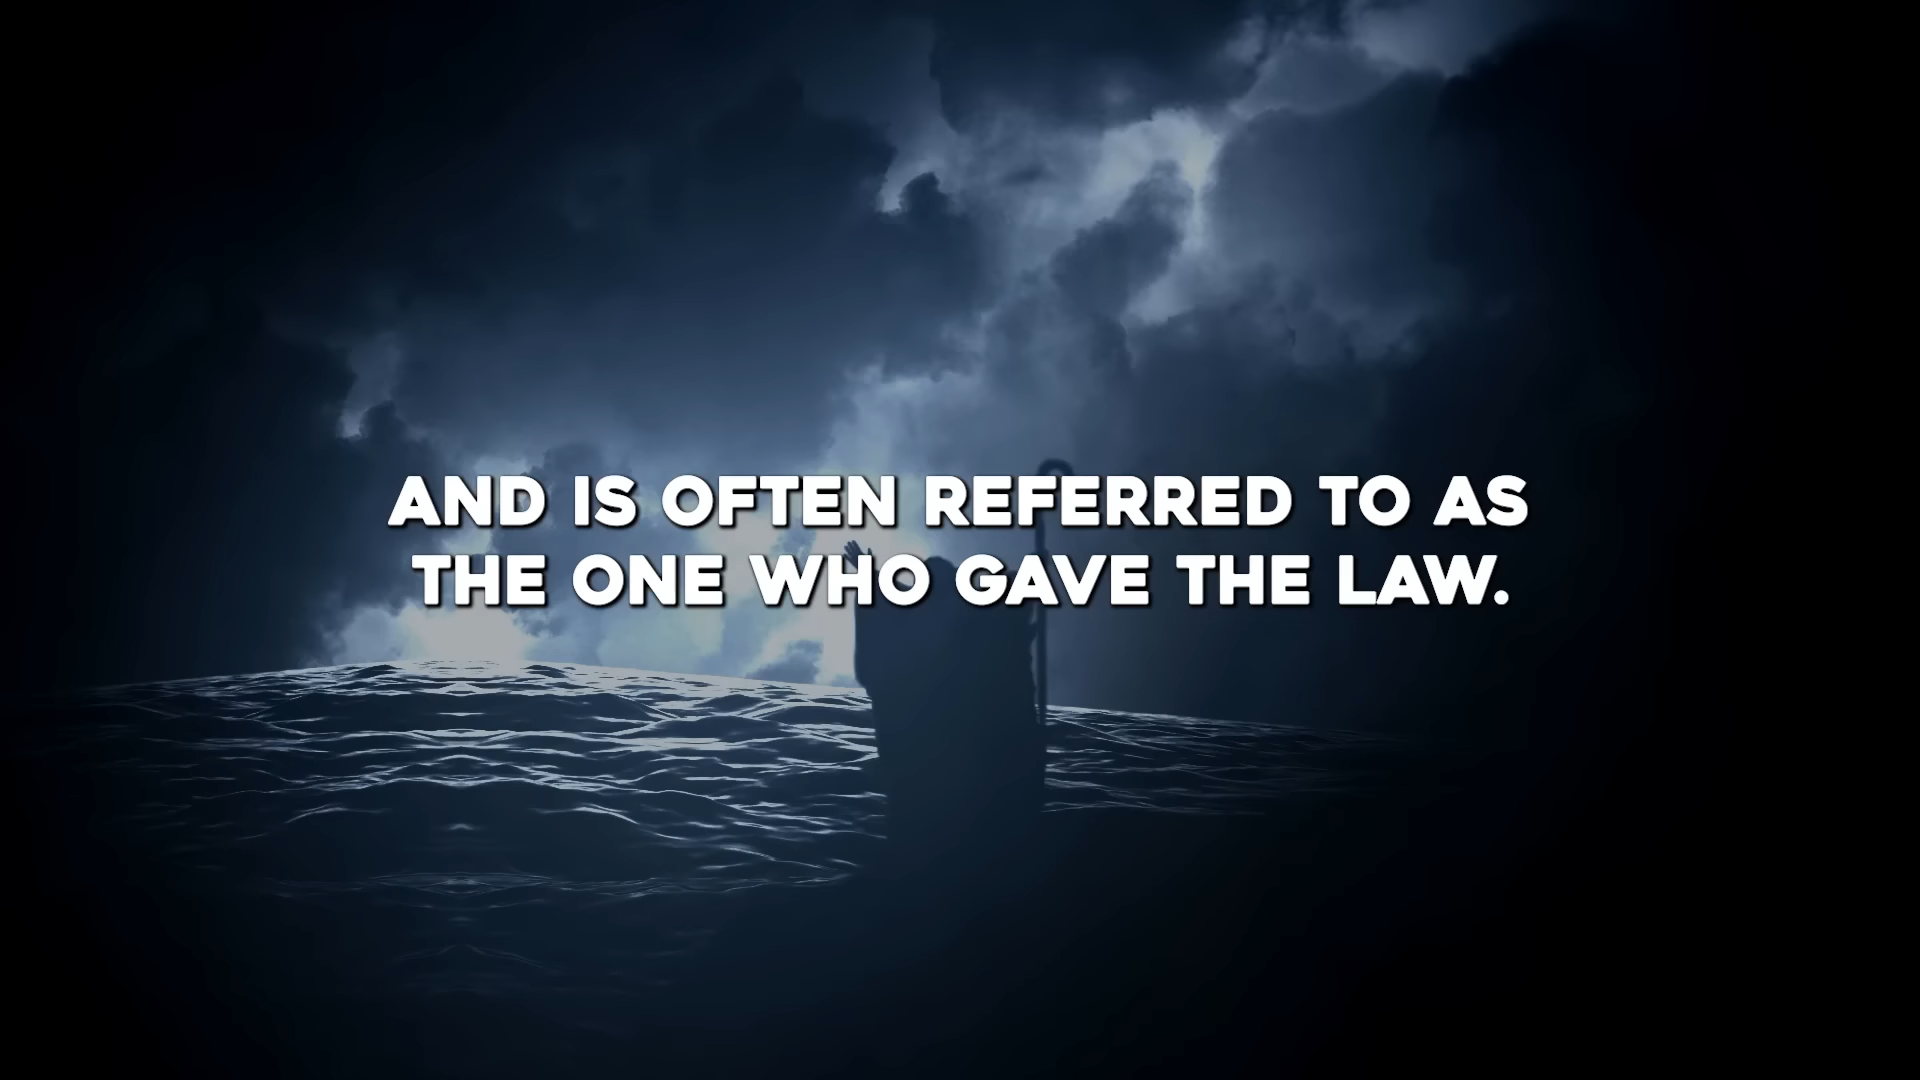 AND IS OFTEN REFERRED TO AS
THE ONE WHO GAVE THE LAW.